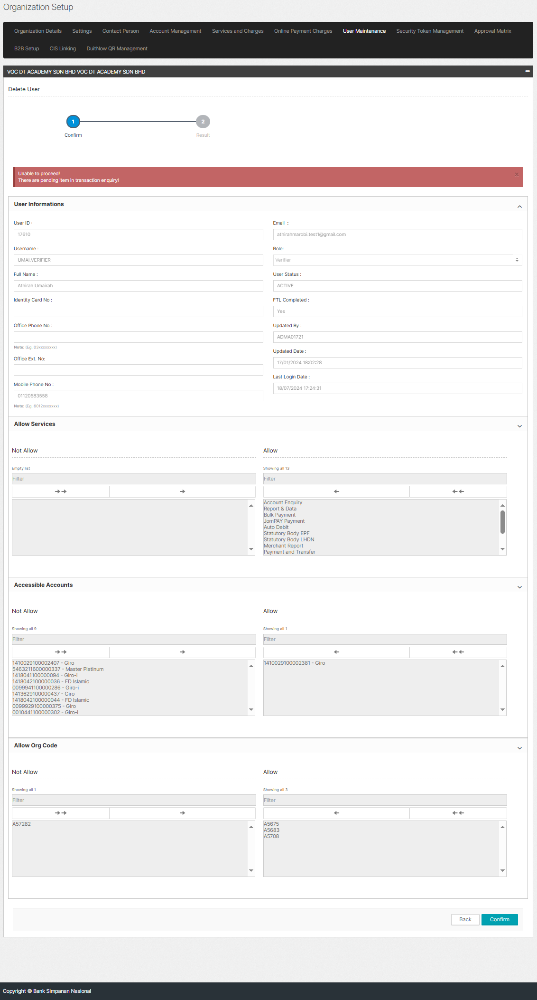 Organization Setup
Organization Details Settings Contact Person Account Management Services and Charges Online Payment Charges User Maintenance Security Token Management Approval Matrix
B2B Setup CIS Linking DuitNow QR Management
VOC DT ACADEMY SDN BHD VOC DT ACADEMY SDN BHD
Delete User
1 2
Confirm Result
Unable to proceed!
There are pending item in transaction enquiry!
User Informations
User ID :
17610
Username :
UMAI.VERIFIER
Full Name :
Athirah Umairah
Identity Card No :
Office Phone No :
Note: (Eg. 03xxxxxxxx)
Office Ext. No:
Mobile Phone No :
01120583558
Note: (Eg. 6012xxxxxxx)
Email :
athirahmarobi.test1@gmail.com
Role:
Verifier
User Status :
ACTIVE
FTL Completed :
Yes
Updated By :
ADMA01721
Updated Date :
17/01/2024 18:02:28
Last Login Date :
18/07/2024 17:24:31
Allow Services
Not Allow
Empty list
Filter
Allow
Showing all 13
Filter
Account Enquiry
Report & Data
Bulk Payment
JomPAY Payment
Auto Debit
Statutory Body EPF
Statutory Body LHDN
Merchant Report
Payment and Transfer
Accessible Accounts
Not Allow
Showing all 9
Filter
1410029100002407 - Giro
5463211600000337 - Master Platinum
1418041100000094 - Giro-i
1418042100000036 - FD Islamic
0099941100000286 - Giro-i
1413629100000437 - Giro
1418042100000044 - FD Islamic
0099929100000375 - Giro
0010441100000302 - Giro-i
Allow
Showing all 1
Filter
1410029100002381 - Giro
Allow Org Code
Not Allow
Showing all 1
Filter
A57282
Allow
Showing all 3
Filter
A5675
A5683
A5708
Back Confirm
Copyright © Bank Simpanan Nasional